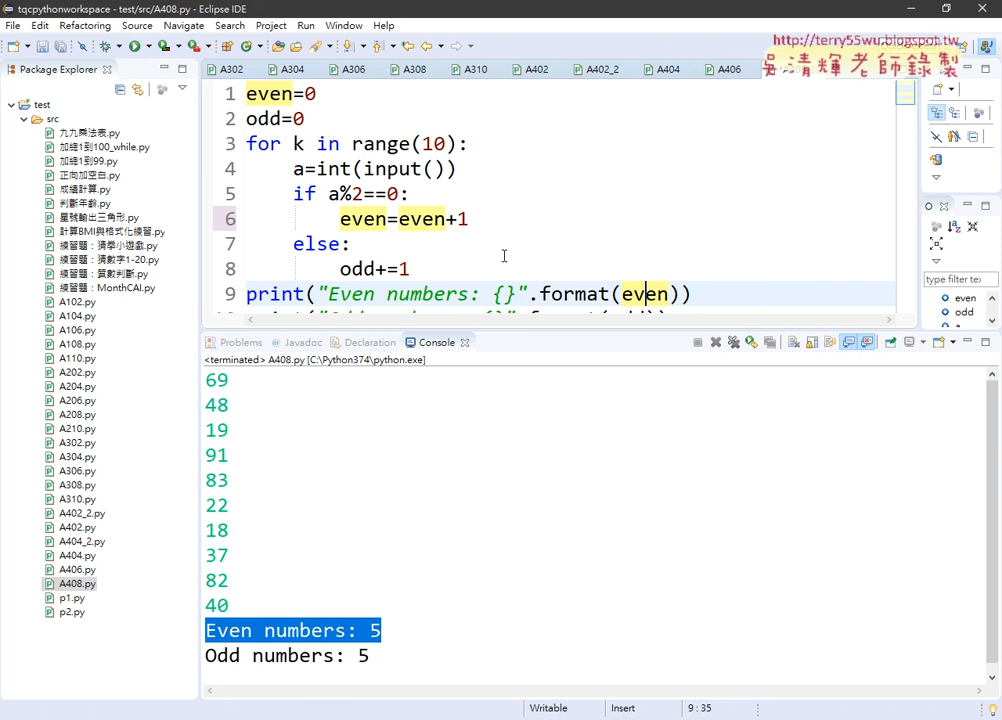 tqcpythonworkspace - test/src/A408.py - Eclipse IDE
File Edit Refactoring Source Navigate Search Project Run Window Help
http://terry55wu.blogspot.tw
吳清輝老師錄製
Package Explorer
A302 A304 A306 A308 A310 A402 A402_2 A404 A406
test
src
九九乘法表.py
加總1到100_while.py
加總1到99.py
正向加空白.py
成績計算.py
判斷年齡.py
星號輸出三角形.py
計算BMI與格式化練習.py
練習題：猜拳小遊戲.py
練習題：猜數字1-20.py
練習題：質數判斷.py
練習題：MonthCAI.py
A102.py
A104.py
A106.py
A108.py
A110.py
A202.py
A204.py
A206.py
A208.py
A210.py
A302.py
A304.py
A306.py
A308.py
A310.py
A402_2.py
A402.py
A404_2.py
A404.py
A406.py
A408.py
p1.py
p2.py
1 even=0
2 odd=0
3 for k in range(10):
4 a=int(input())
5 if a%2==0:
6 even=even+1
7 else:
8 odd+=1
9 print("Even numbers: {}".format(even))
type filter te
even
odd
Problems Javadoc Declaration Console
<terminated> A408.py [C:\Python374\python.exe]
69
48
19
91
83
22
18
37
82
40
Even numbers: 5
Odd numbers: 5
Writable Insert 9 : 35